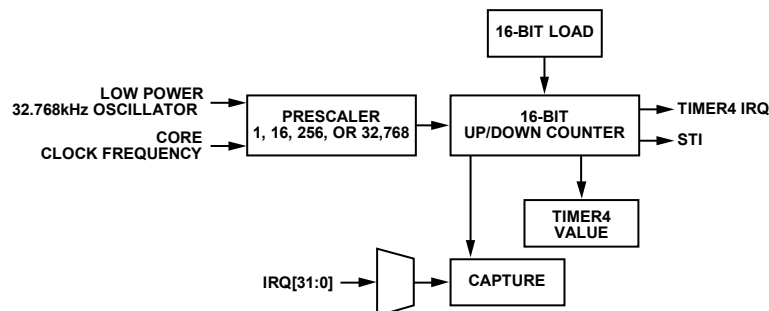 16-BIT LOAD
LOW POWER
32.768kHz OSCILLATOR
CORE
CLOCK FREQUENCY
PRESCALER
1, 16, 256, OR 32,768
16-BIT
UP/DOWN COUNTER
TIMER4 IRQ
STI
TIMER4
VALUE
IRQ[31:0]
CAPTURE